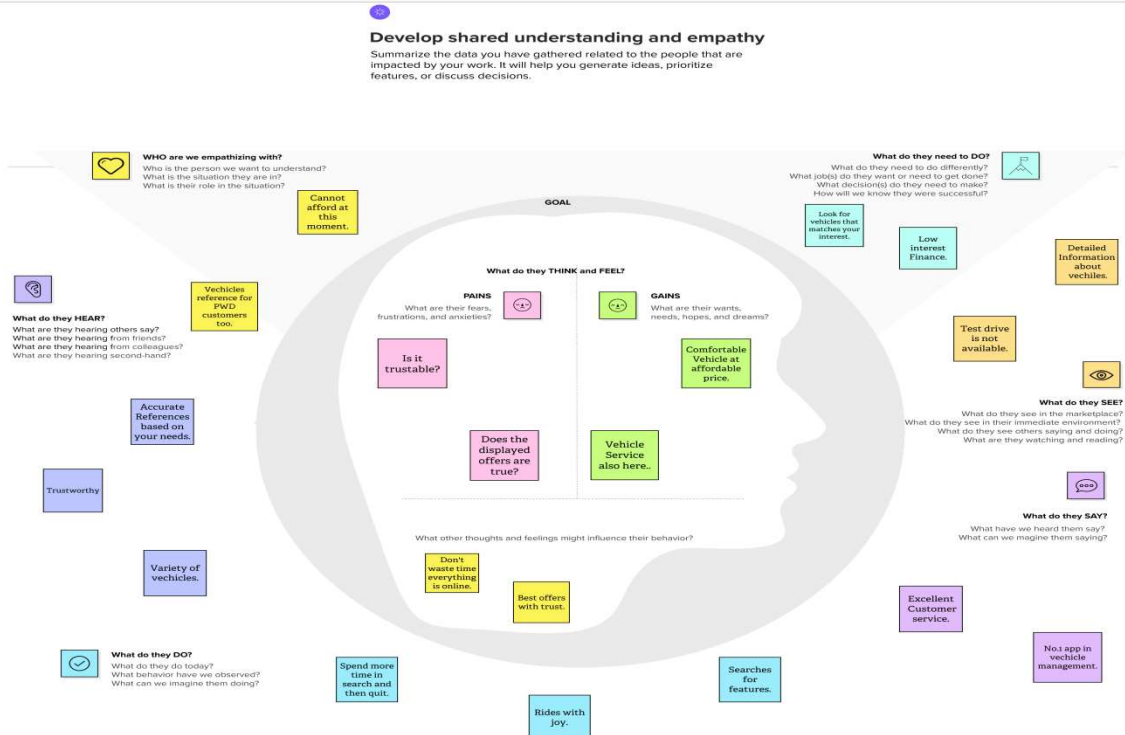 Develop shared understanding and empathy
Summarize the data you have gathered related to the people that are
impacted by your work. It will help you generate ideas, prioritize
features, or discuss decisions.
WHO are we empathizing with?
Who is the person we want to understand?
What is the situation they are in?
What is their role in the situation?
Cannot
afford at
this
moment.
Vechicles
reference for
PWD
customers
too.
GOAL
What do they need to DO?
What do they need to do differently?
What job(s) do they want or need to get done?
What decision(s) do they need to make?
How will we know they were successful?
Look for
vehicles that
matches your
interest.
Low
interest
Finance.
Detailed
Information
about
vechiles.
Test drive
is not
available.
What do they HEAR?
What are they hearing others say?
What are they hearing from friends?
What are they hearing from colleagues?
What are they hearing second-hand?
Accurate
References
based on
your needs.
Trustworthy
Variety of
vechicles.
What do they THINK and FEEL?
PAINS
What are their fears,
frustrations, and anxieties?
Is it
trustable?
Does the
displayed
offers are
true?
GAINS
What are their wants,
needs, hopes, and dreams?
Comfortable
Vehicle at
affordable
price.
Vehicle
Service
also here..
What other thoughts and feelings might influence their behavior?
Don't
waste time
everything
is online.
Best offers
with trust.
What do they SEE?
What do they see in the marketplace?
What do they see in their immediate environment?
What do they see others saying and doing?
What are they watching and reading?
What do they SAY?
What have we heard them say?
What can we magine them saying?
Excellent
Customer
service.
No.1 app in
vechicle
management.
What do they DO?
What do they do today?
What behavior have we observed?
What can we imagine them doing?
Spend more
time in
search and
then quit.
Rides with
joy.
Searches
for
features.